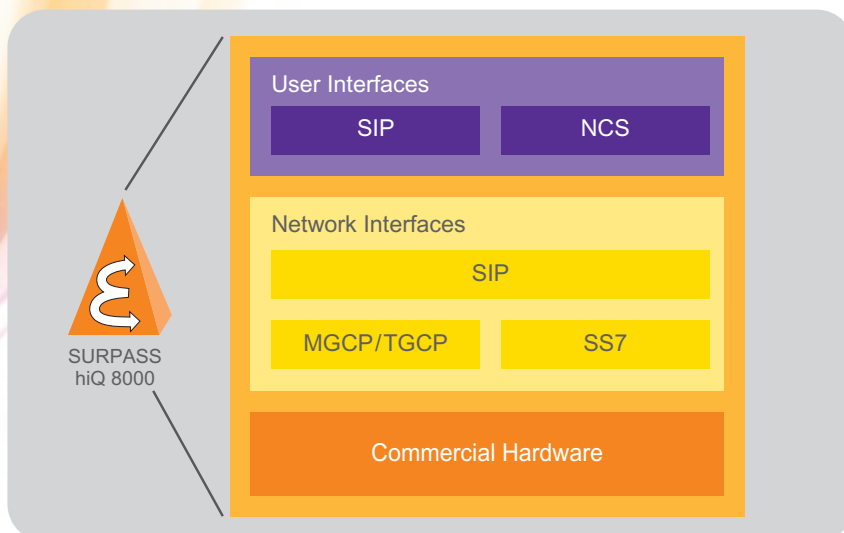 User Interfaces
SIP
NCS
Network Interfaces
SIP
MGCP/TGCP
SS7
SURPASS
hiQ 8000
Commercial Hardware